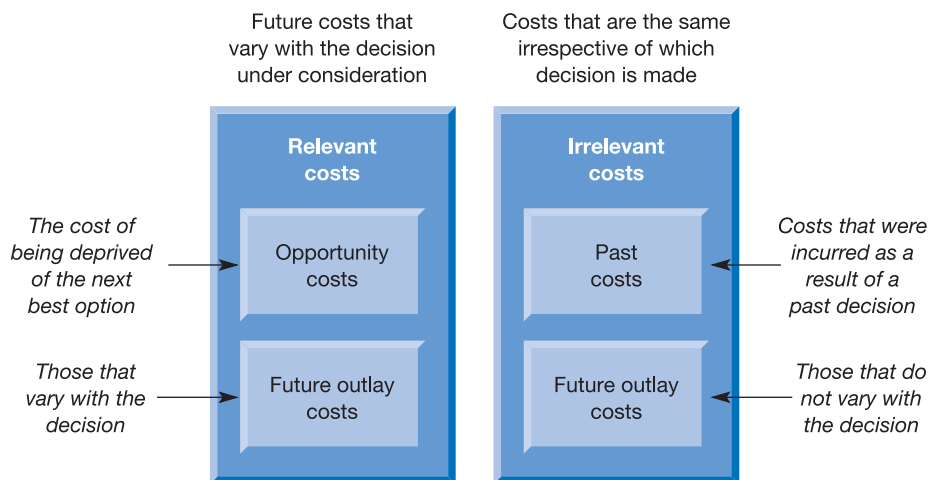 Future costs that
vary with the decision
under consideration
Costs that are the same
irrespective of which
decision is made
Relevant
costs
Irrelevant
costs
The cost of
being deprived
of the next
best option
Opportunity
costs
Past
costs
Costs that were
incurred as a
result of a
past decision
Those that
vary with the
decision
Future outlay
costs
Future outlay
costs
Those that do
not vary with
the decision